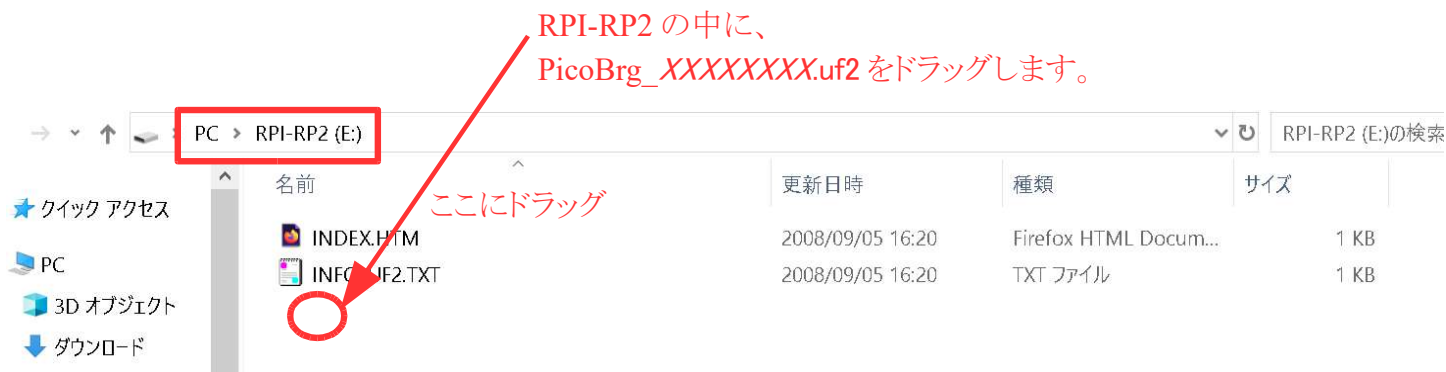 RPI-RP2 の中に、
PicoBrg_XXXXXXXX.uf2 をドラッグします。
PC > RPI-RP2 (E:)
RPI-RP2 (E:)の検索
名前 更新日時 種類 サイズ
クイック アクセス
ここにドラッグ
INDEX.HTM 2008/09/05 16:20 Firefox HTML Docum... 1 KB
PC
INFO_UF2.TXT 2008/09/05 16:20 TXT ファイル 1 KB
3D オブジェクト
ダウンロード